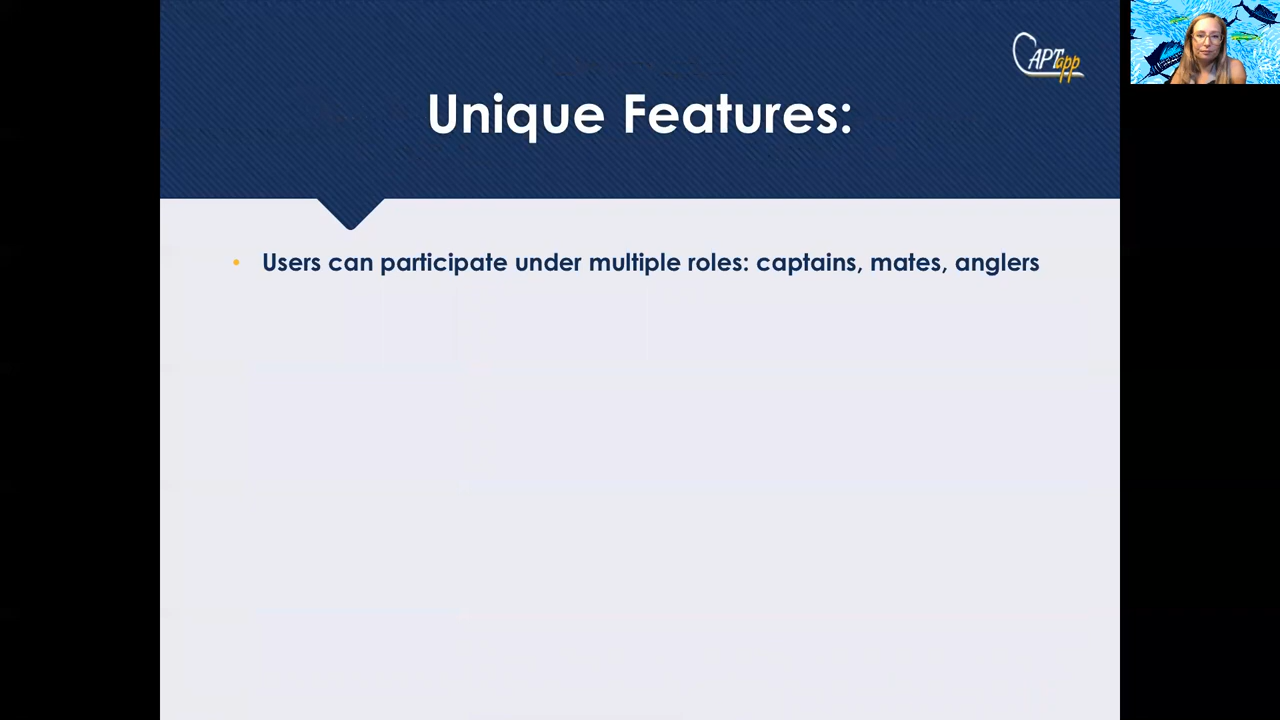 CAPTapp
Unique Features:
• Users can participate under multiple roles: captains, mates, anglers